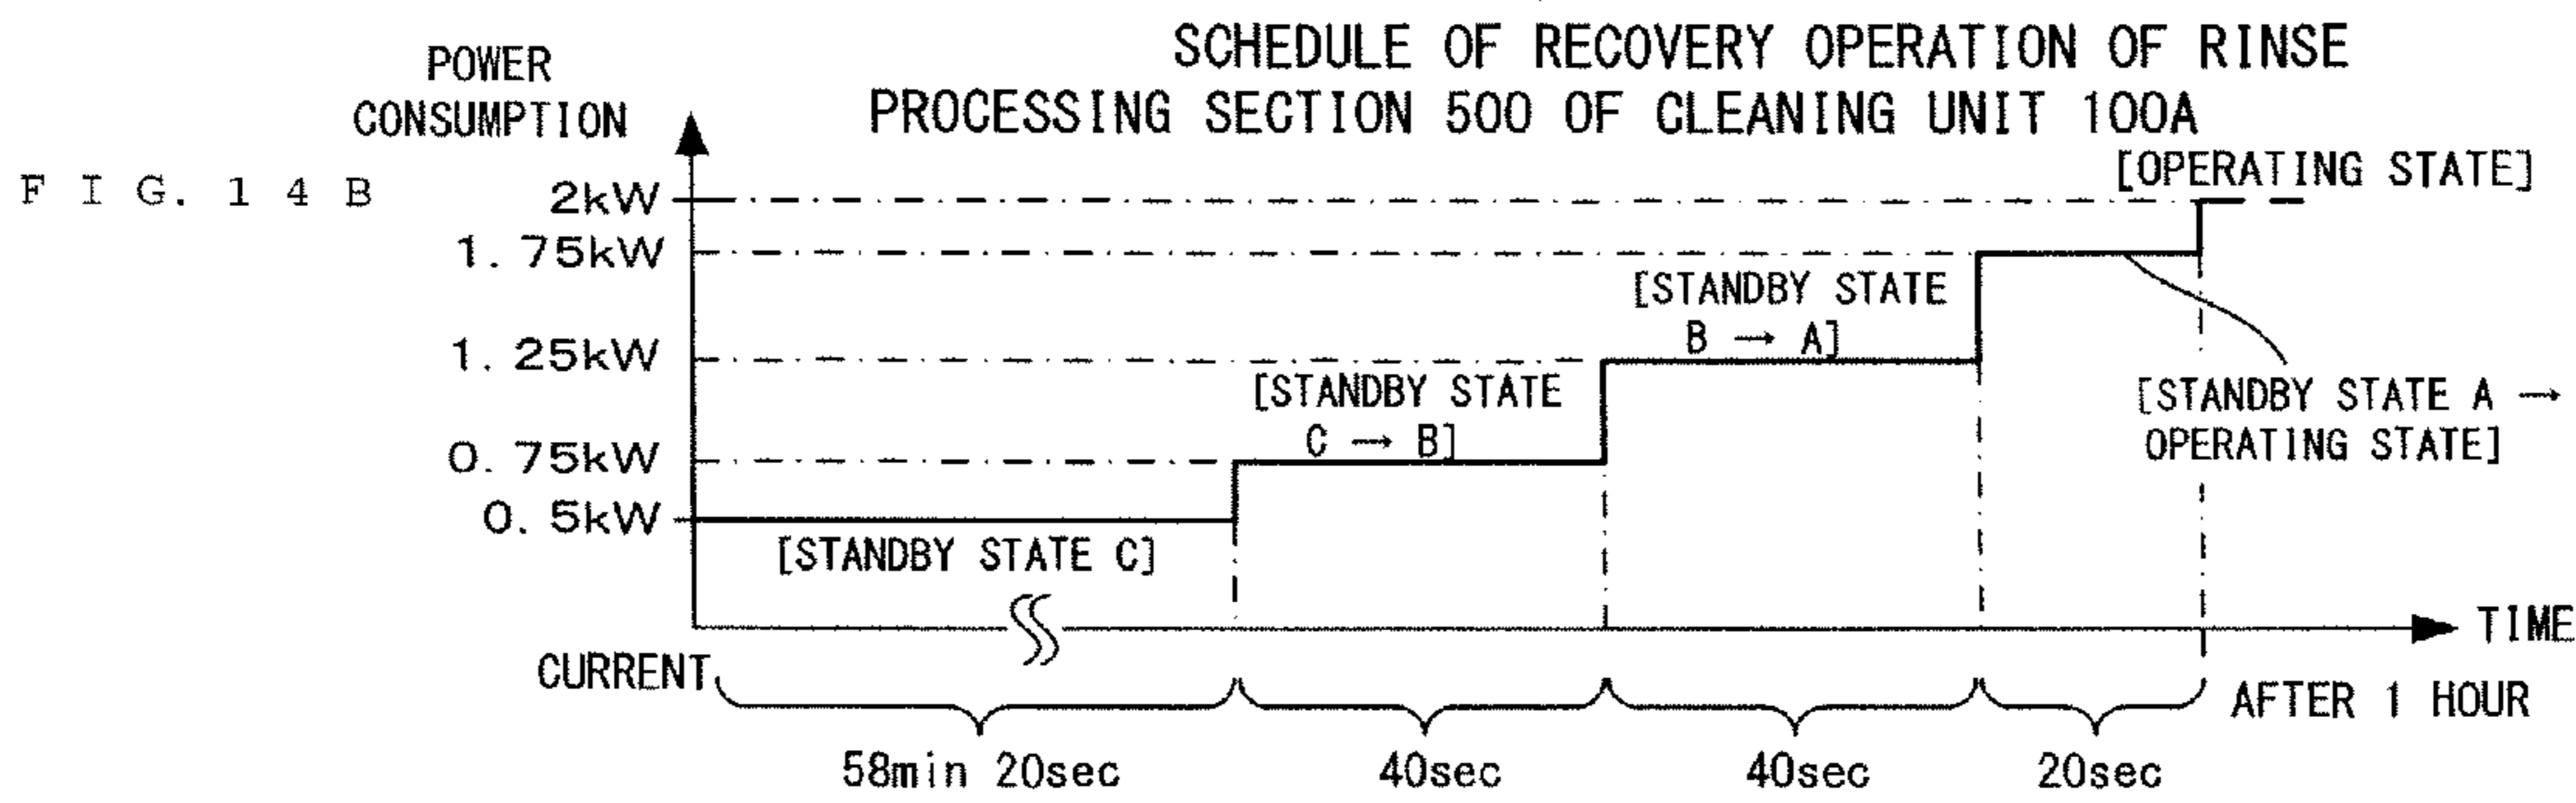 SCHEDULE OF RECOVERY OPERATION OF RINSE
PROCESSING SECTION 500 OF CLEANING UNIT 100A
POWER
CONSUMPTION
F I G. 1 4 B
[OPERATING STATE]
2kW
1. 75kW
[STANDBY STATE
B → A]
1. 25kW
[STANDBY STATE
C → B]
[STANDBY STATE A →
OPERATING STATE]
0. 75kW
0. 5kW
[STANDBY STATE C]
TIME
CURRENT
AFTER 1 HOUR
58min 20sec
40sec
40sec
20sec